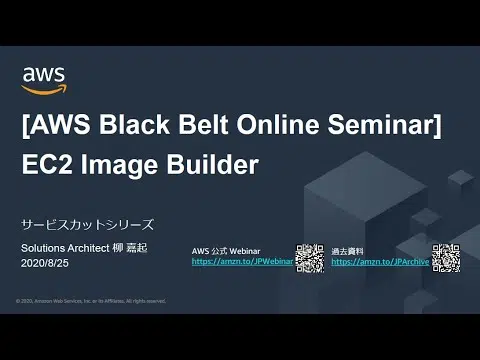 aws
[AWS Black Belt Online Seminar]
EC2 Image Builder
サービスカットシリーズ
Solutions Architect 柳 嘉起
2020/8/25
AWS 公式 Webinar
https://amzn.to/JPWebinar
過去資料
https://amzn.to/JPArchive
© 2020, Amazon Web Services, Inc. or its Affiliates. All rights reserved.